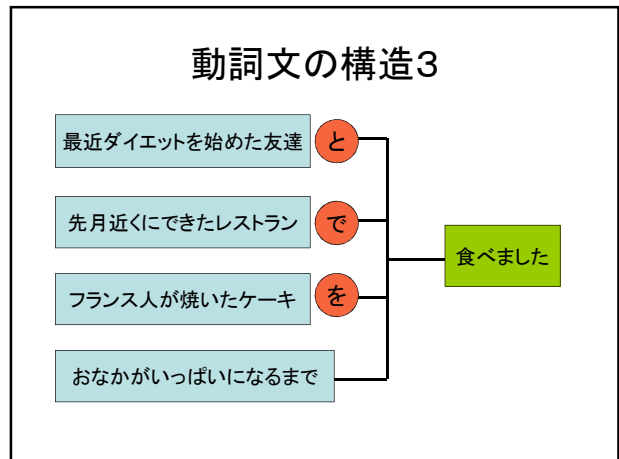 動詞文の構造3
最近ダイエットを始めた友達 と
先月近くにできたレストラン で
フランス人が焼いたケーキ を
おなかがいっぱいになるまで
食べました